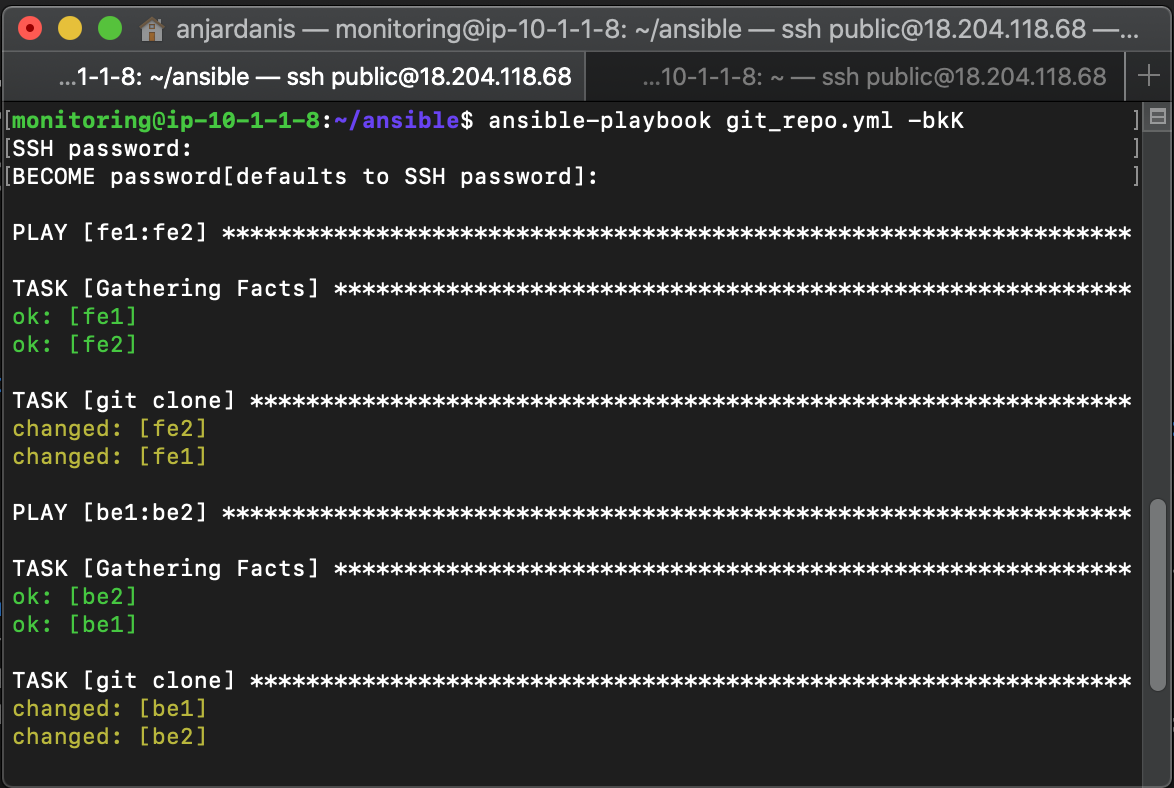 anjardanis — monitoring@ip-10-1-1-8: ~/ansible — ssh public@18.204.118.68 —...
...1-1-8: ~/ansible — ssh public@18.204.118.68 ...10-1-1-8: ~ — ssh public@18.204.118.68 +
[monitoring@ip-10-1-1-8:~/ansible$ ansible-playbook git_repo.yml -bkK ]
[SSH password: ]
[BECOME password[defaults to SSH password]: ]
PLAY [fe1:fe2] *****************************************************************
TASK [Gathering Facts] *********************************************************
ok: [fe1]
ok: [fe2]
TASK [git clone] ***************************************************************
changed: [fe2]
changed: [fe1]
PLAY [be1:be2] *****************************************************************
TASK [Gathering Facts] *********************************************************
ok: [be2]
ok: [be1]
TASK [git clone] ***************************************************************
changed: [be1]
changed: [be2]